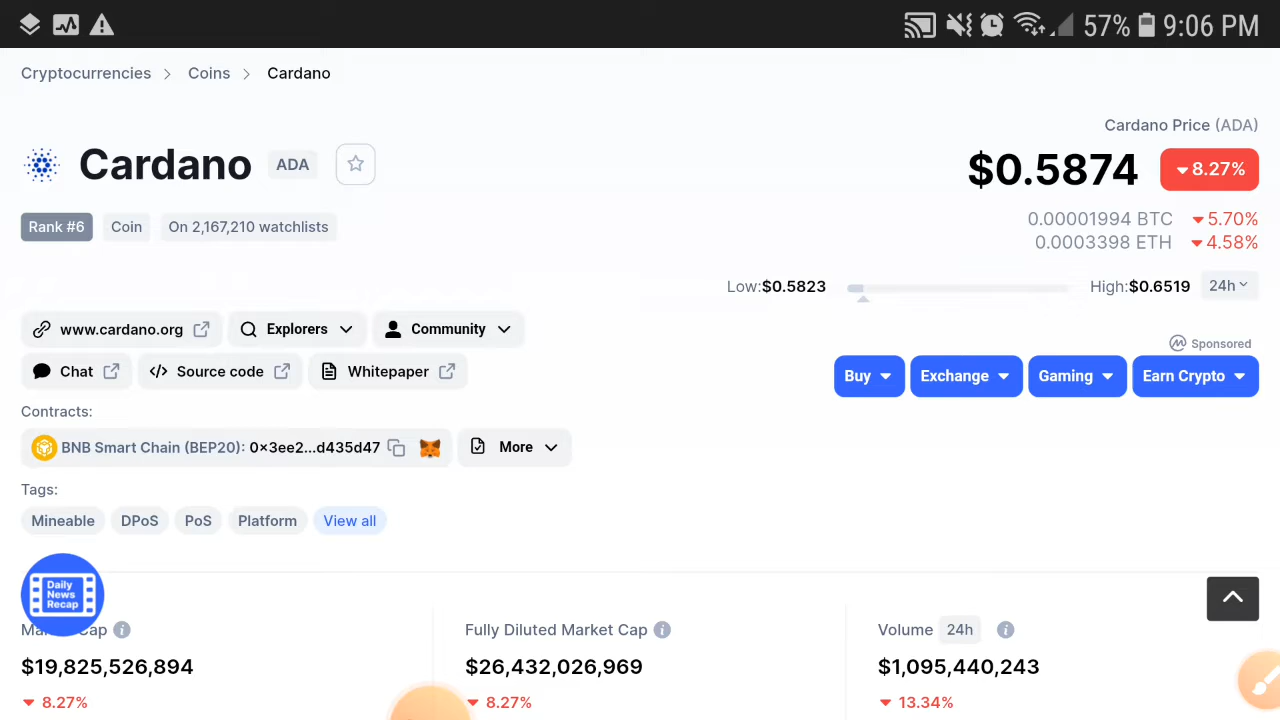 57% 9:06 PM
Cryptocurrencies > Coins > Cardano
Cardano Price (ADA)
Cardano ADA
$0.5874 8.27%
Rank #6 Coin On 2,167,210 watchlists
0.00001994 BTC 5.70%
0.0003398 ETH 4.58%
Low:$0.5823 High:$0.6519 24h
www.cardano.org Explorers Community
Sponsored
Chat Source code Whitepaper
Buy Exchange Gaming Earn Crypto
Contracts:
BNB Smart Chain (BEP20): 0x3ee2...d435d47 More
Tags:
Mineable DPoS PoS Platform View all
Daily
News
Recap
Fully Diluted Market Cap Volume 24h
$19,825,526,894 $26,432,026,969 $1,095,440,243
8.27% 8.27% 13.34%